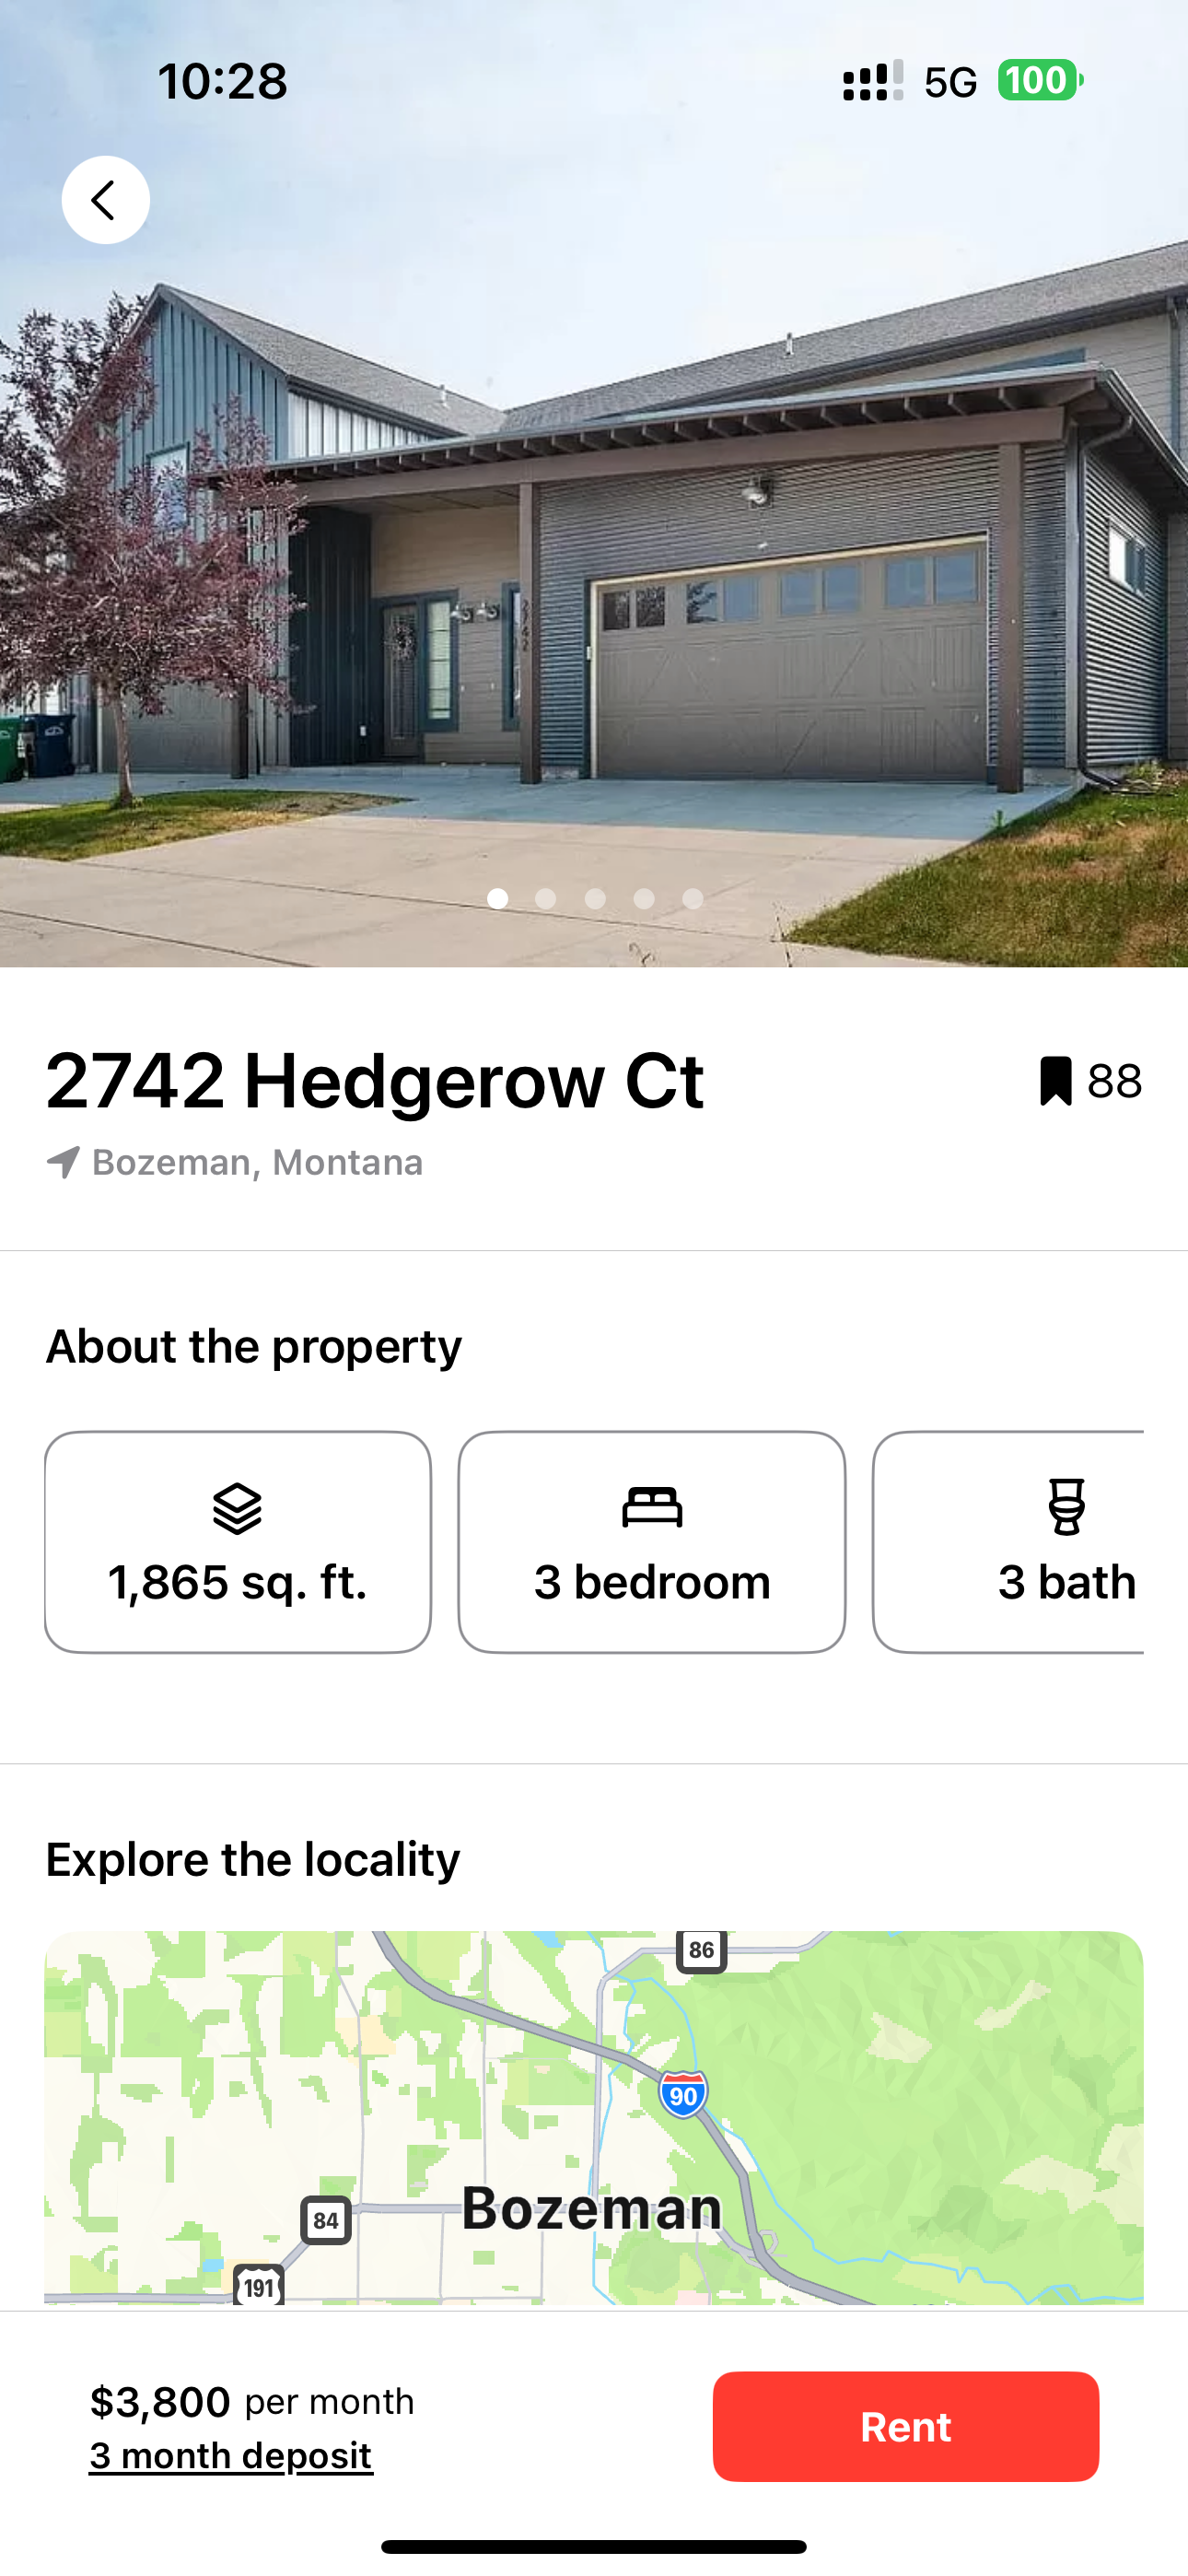 10:28
5G
100
2742
2742 Hedgerow Ct
88
Bozeman, Montana
About the property
1,865 sq. ft.
3 bedroom
3 bath
Explore the locality
86
90
Bozeman
84
191
$3,800 per month
3 month deposit
Rent